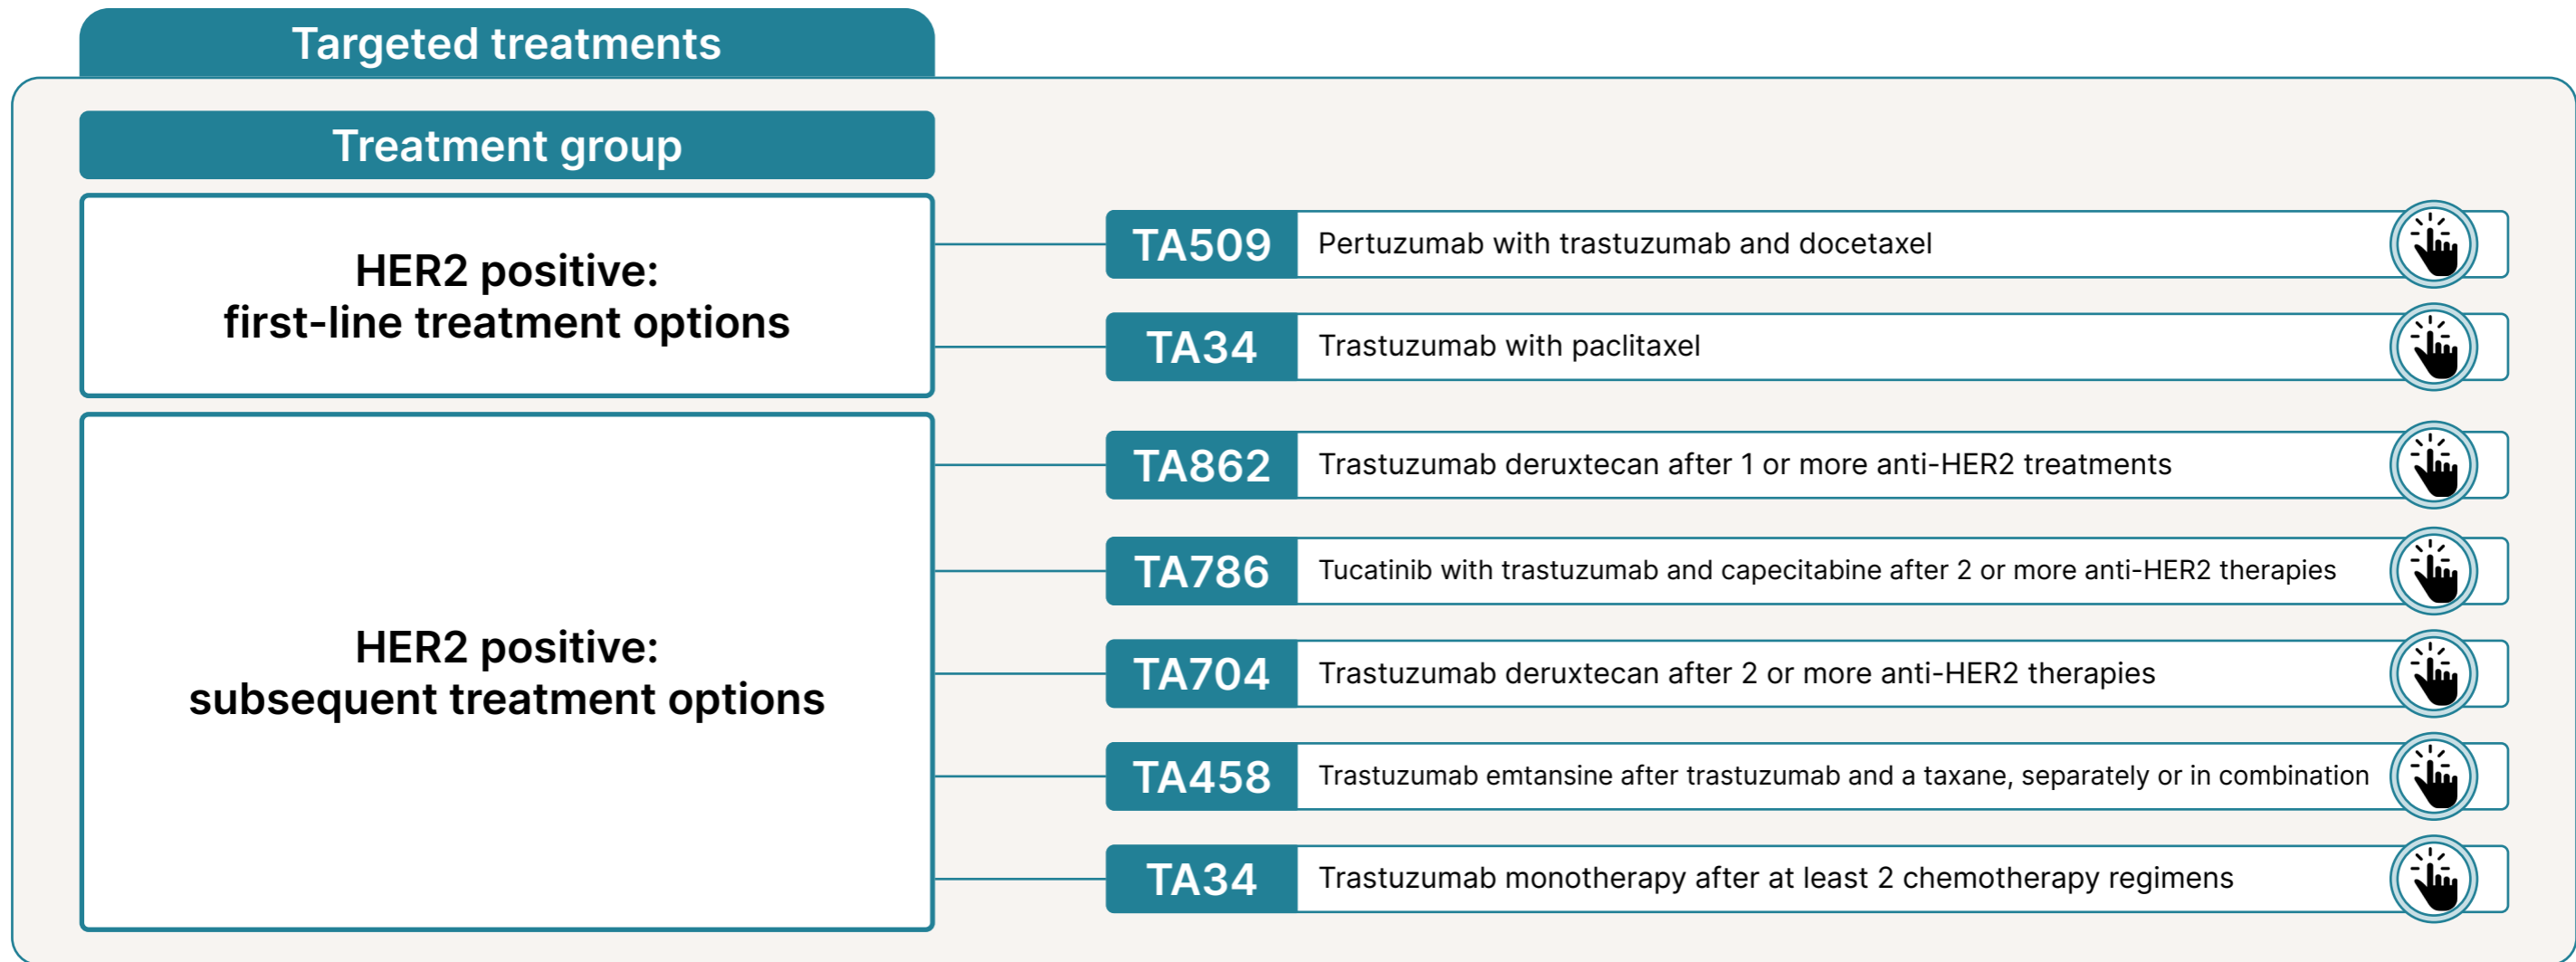 Targeted treatments
Treatment group
HER2 positive:
first-line treatment options
TA509 Pertuzumab with trastuzumab and docetaxel
TA34 Trastuzumab with paclitaxel
HER2 positive:
subsequent treatment options
TA862 Trastuzumab deruxtecan after 1 or more anti-HER2 treatments
TA786 Tucatinib with trastuzumab and capecitabine after 2 or more anti-HER2 therapies
TA704 Trastuzumab deruxtecan after 2 or more anti-HER2 therapies
TA458 Trastuzumab emtansine after trastuzumab and a taxane, separately or in combination
TA34 Trastuzumab monotherapy after at least 2 chemotherapy regimens